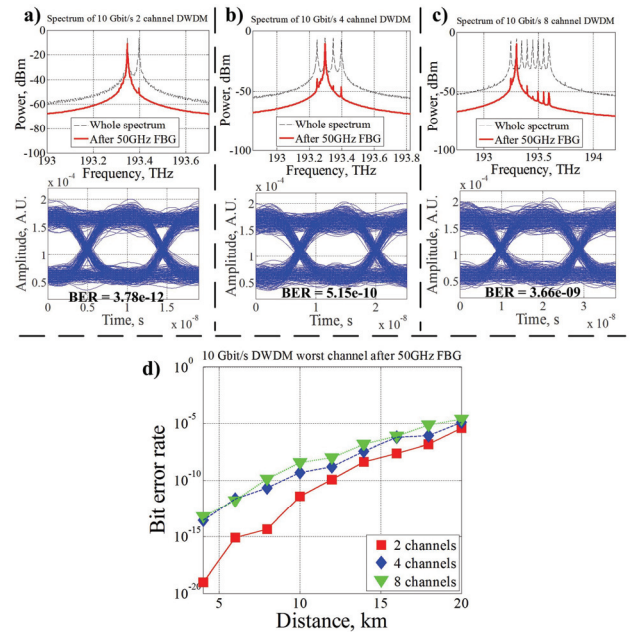 a)
Spectrum of 10 Gbit/s 2 cahnnel DWDM
Power, dBm
0
-20
-40
-60
-80
-100
Whole spectrum
After 50GHz FBG
193 193.2 193.4 193.6
Frequency, THz
b)
Spectrum of 10 Gbit/s 4 cahnnel DWDM
Power, dBm
0
-50
-100
Whole spectrum
After 50GHz FBG
193 193.2 193.4 193.6 193.8
Frequency, THz
c)
Spectrum of 10 Gbit/s 8 cahnnel DWDM
Power, dBm
0
-50
-100
Whole spectrum
After 50GHz FBG
193 193.5 194
Frequency, THz
x 10⁻⁴
Amplitude, A.U.
2
1.5
1
0.5
BER = 3.78e-12
0 0.5 1 1.5
Time, s
x 10⁻⁸
x 10⁻⁴
Amplitude, A.U.
2
1.5
1
0.5
BER = 5.15e-10
0 1 2
Time, s
x 10⁻⁸
x 10⁻⁴
Amplitude, A.U.
2
1.5
1
0.5
BER = 3.66e-09
0 1 2 3
Time, s
x 10⁻⁸
d)
10 Gbit/s DWDM worst channel after 50GHz FBG
Bit error rate
10⁰
10⁻⁵
10⁻¹⁰
10⁻¹⁵
10⁻²⁰
2 channels
4 channels
8 channels
5 10 15 20
Distance, km